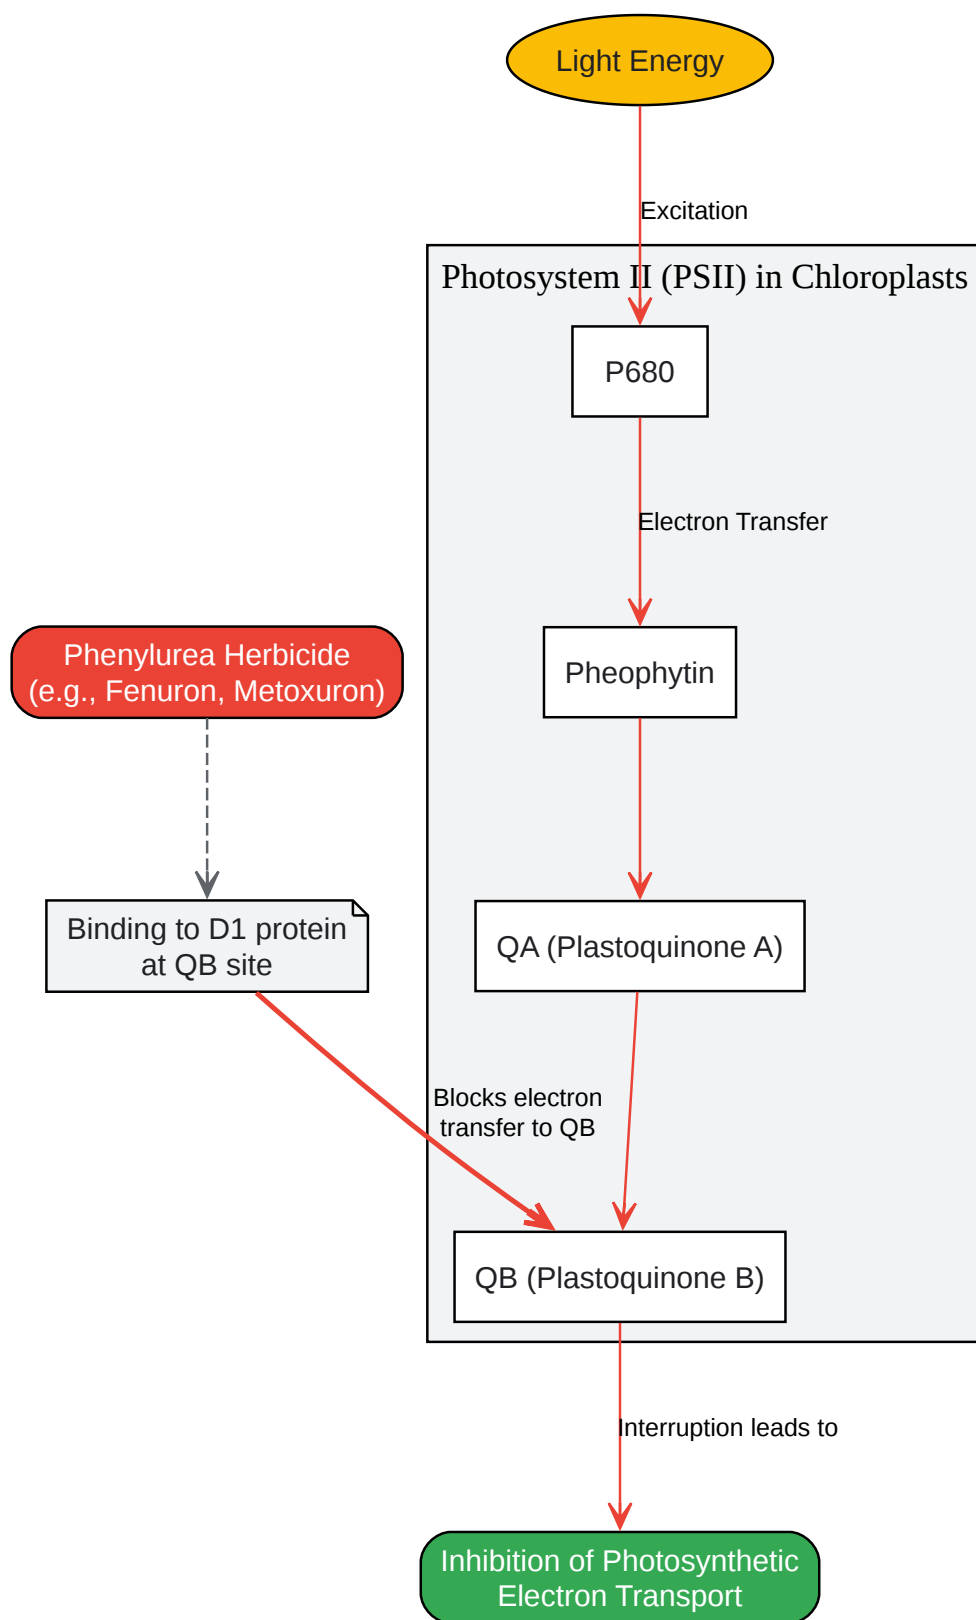 Light Energy
Excitation
Photosystem II (PSII) in Chloroplasts
P680
Electron Transfer
Phenylurea Herbicide
(e.g., Fenuron, Metoxuron)
Pheophytin
Binding to D1 protein
at QB site
QA (Plastoquinone A)
Blocks electron
transfer to QB
QB (Plastoquinone B)
Interruption leads to
Inhibition of Photosynthetic
Electron Transport